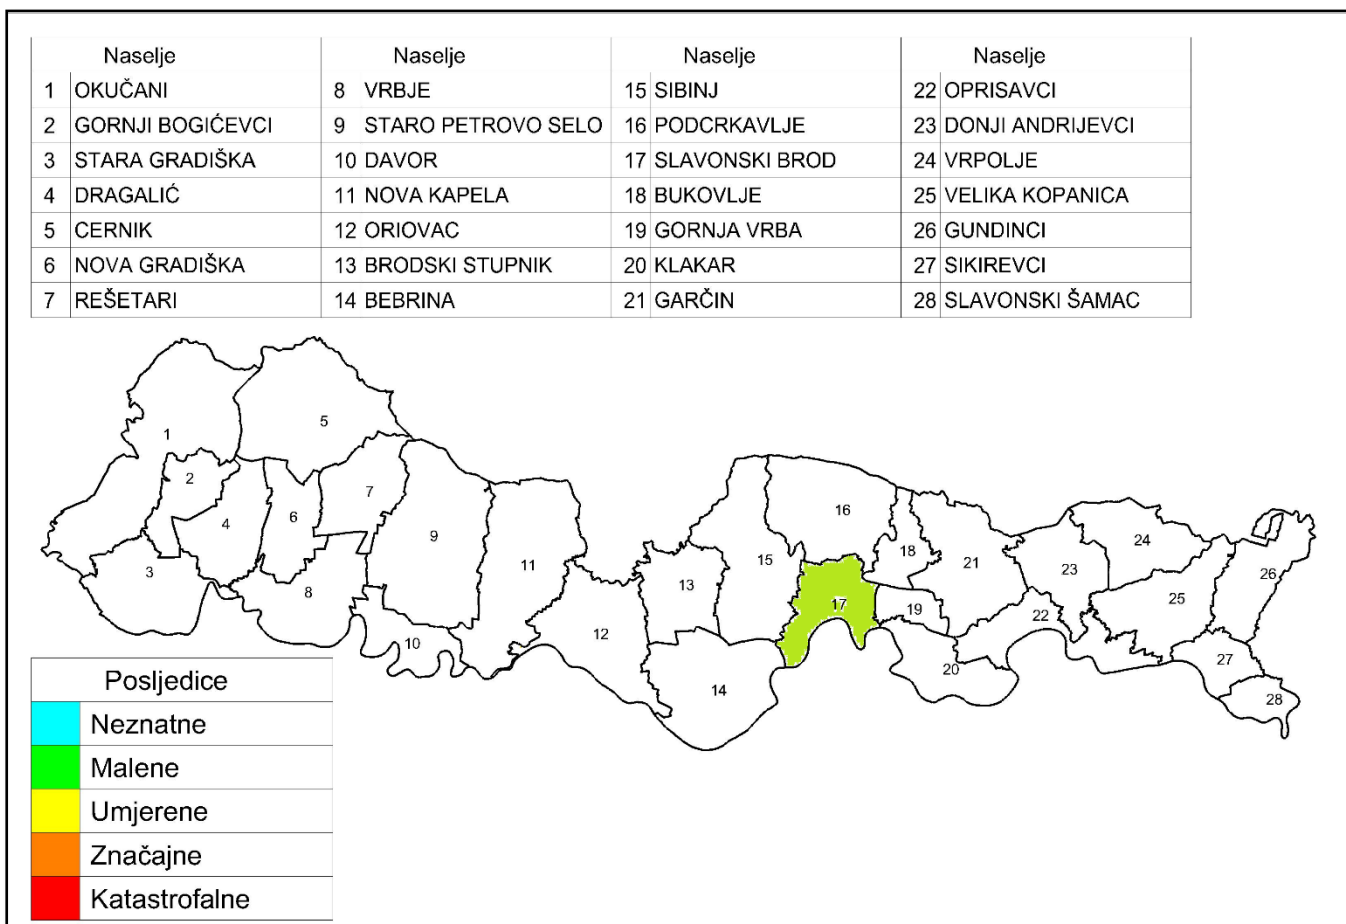 Naselje Naselje Naselje Naselje
1 OKUČANI 8 VRBJE 15 SIBINJ 22 OPRISAVCI
2 GORNJI BOGIĆEVCI 9 STARO PETROVO SELO 16 PODCRKAVLJE 23 DONJI ANDRIJEVCI
3 STARA GRADIŠKA 10 DAVOR 17 SLAVONSKI BROD 24 VRPOLJE
4 DRAGALIĆ 11 NOVA KAPELA 18 BUKOVLJE 25 VELIKA KOPANICA
5 CERNIK 12 ORIOVAC 19 GORNJA VRBA 26 GUNDINCI
6 NOVA GRADIŠKA 13 BRODSKI STUPNIK 20 KLAKAR 27 SIKIREVCI
7 REŠETARI 14 BEBRINA 21 GARČIN 28 SLAVONSKI ŠAMAC
5
1
2
7
16
6
4
9
24
18
15
11
21
23
3
26
13
8
25
17
19
22
12
10
27
20
14
28
Posljedice
Neznatne
Malene
Umjerene
Značajne
Katastrofalne